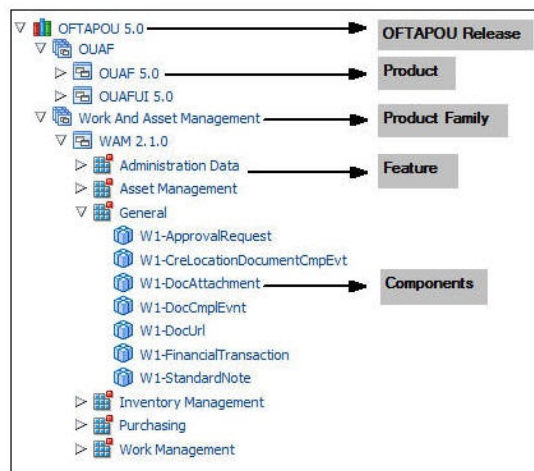 OFTAPOU 5.0 OFTAPOU Release
OUAF
OUAF 5.0 Product
OUAFUI 5.0
Work And Asset Management Product Family
WAM 2.1.0
Administration Data Feature
Asset Management
General
W1-ApprovalRequest
W1-CreLocationDocumentCmpEvt
W1-DocAttachment Components
W1-DocCmplEvnt
W1-DocUrl
W1-FinancialTransaction
W1-StandardNote
Inventory Management
Purchasing
Work Management